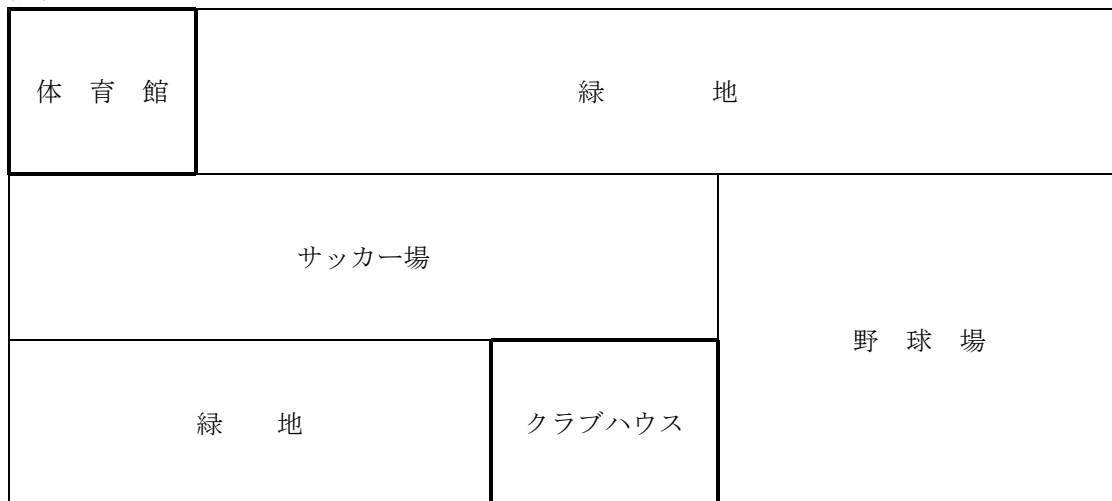 体 育 館
緑 地
サッカー場
野 球 場
緑 地
クラブハウス